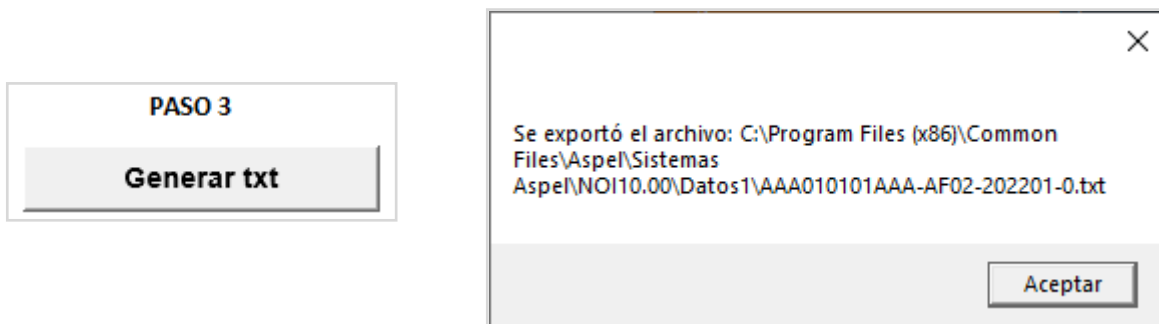 PASO 3
Generar txt
Se exportó el archivo: C:\Program Files (x86)\Common
Files\Aspel\Sistemas
Aspel\NOI10.00\Datos1\AAA010101AAA-AF02-202201-0.txt
Aceptar